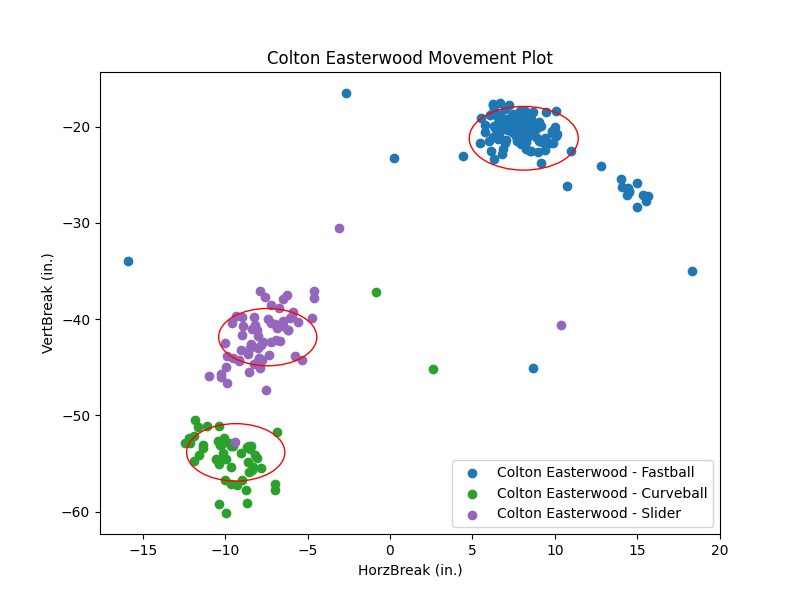 Colton Easterwood Movement Plot
VertBreak (in.)
−20
−30
−40
−50
−60
−15
−10
−5
0
5
10
15
20
HorzBreak (in.)
Colton Easterwood - Fastball
Colton Easterwood - Curveball
Colton Easterwood - Slider